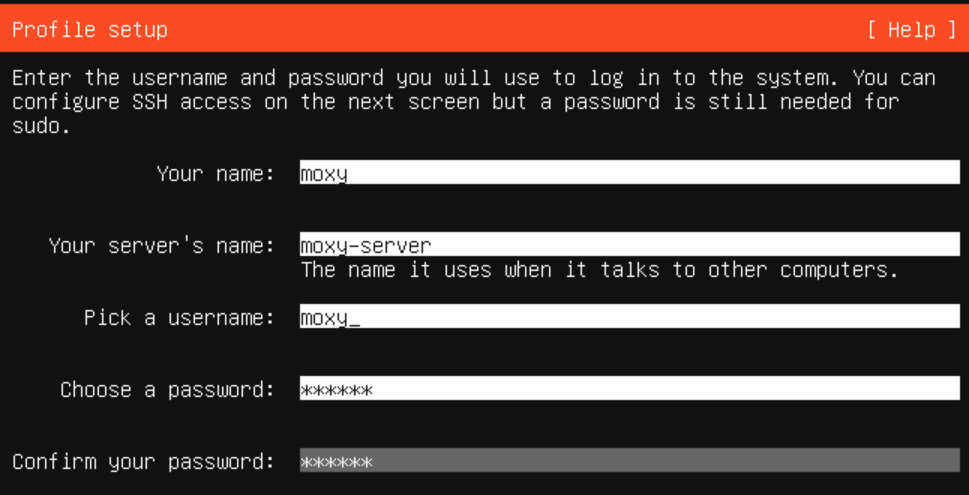 Profile setup [ Help ]
Enter the username and password you will use to log in to the system. You can
configure SSH access on the next screen but a password is still needed for
sudo.
Your name: moxy
Your server's name: moxy-server
The name it uses when it talks to other computers.
Pick a username: moxy_
Choose a password: ******
Confirm your password: ******